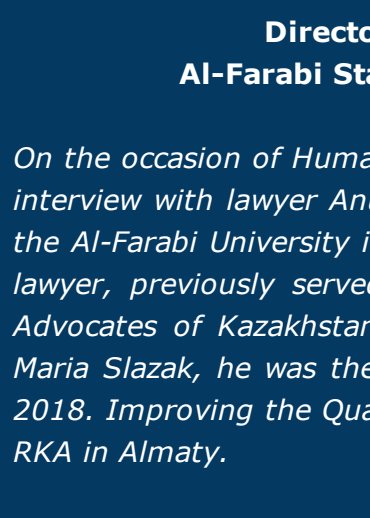 Directo
Al-Farabi Sta
On the occasion of Huma
interview with lawyer Anu
the Al-Farabi University i
lawyer, previously served
Advocates of Kazakhstan
Maria Slazak, he was the
2018. Improving the Qua
RKA in Almaty.